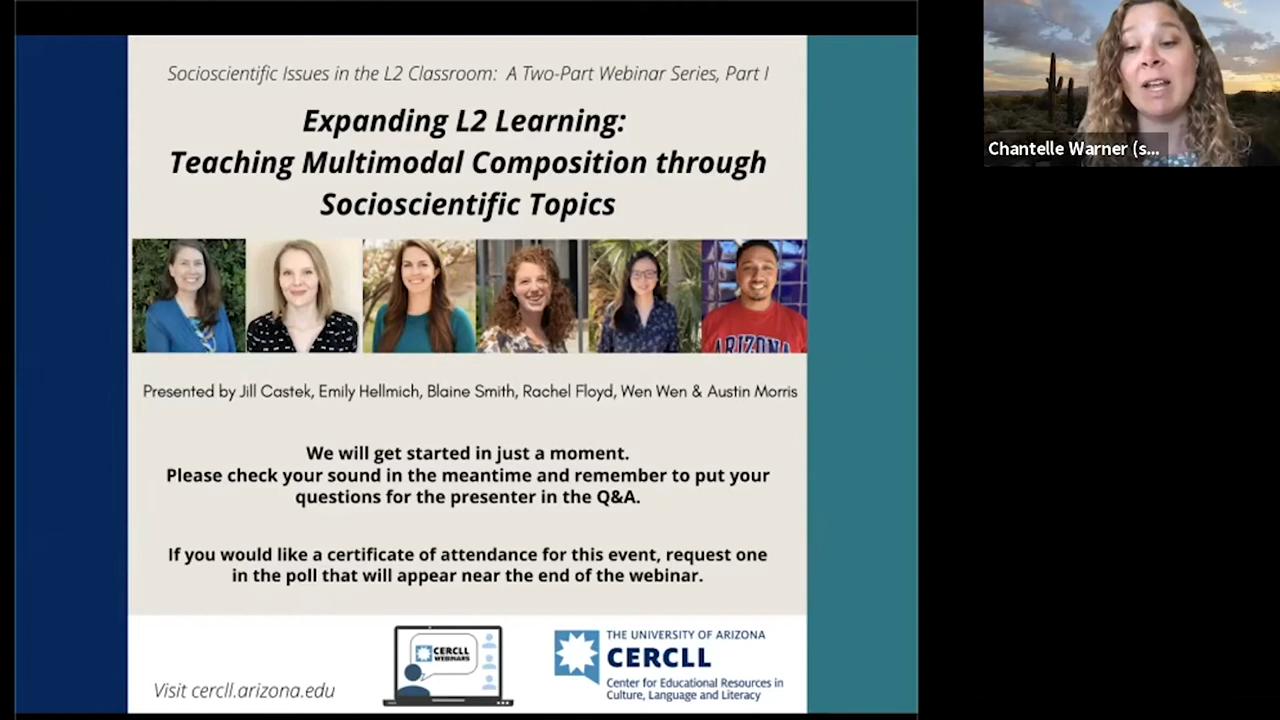 Socioscientific Issues in the L2 Classroom: A Two-Part Webinar Series, Part I
Expanding L2 Learning:
Teaching Multimodal Composition through
Socioscientific Topics
ARIZONA
Presented by Jill Castek, Emily Hellmich, Blaine Smith, Rachel Floyd, Wen Wen & Austin Morris
We will get started in just a moment.
Please check your sound in the meantime and remember to put your
questions for the presenter in the Q&A.
If you would like a certificate of attendance for this event, request one
in the poll that will appear near the end of the webinar.
Visit cercll.arizona.edu
CERCLL
WEBINARS
THE UNIVERSITY OF ARIZONA
CERCLL
Center for Educational Resources in
Culture, Language and Literacy
Chantelle Warner (s...